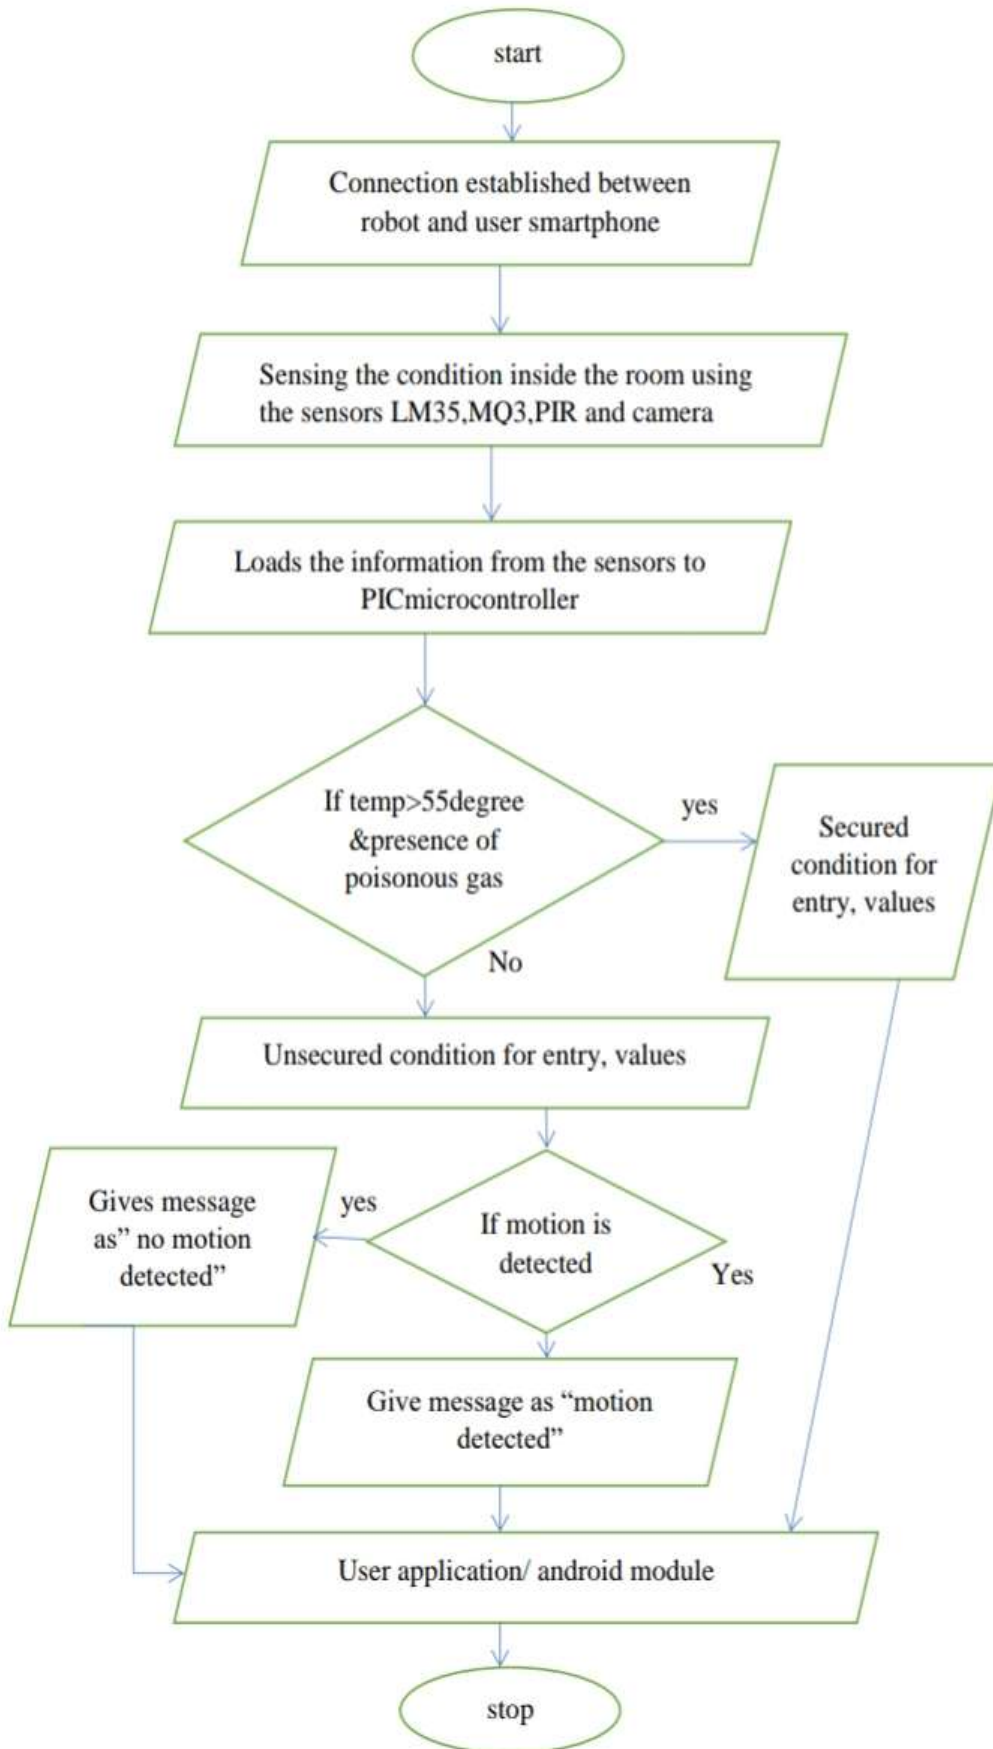 start
Connection established between
robot and user smartphone
Sensing the condition inside the room using
the sensors LM35,MQ3,PIR and camera
Loads the information from the sensors to
PICmicrocontroller
If temp>55degree
&presence of
poisonous gas
yes
Secured
condition for
entry, values
No
Unsecured condition for entry, values
Gives message
as” no motion
detected”
yes
If motion is
detected
Yes
Give message as “motion
detected”
User application/ android module
stop